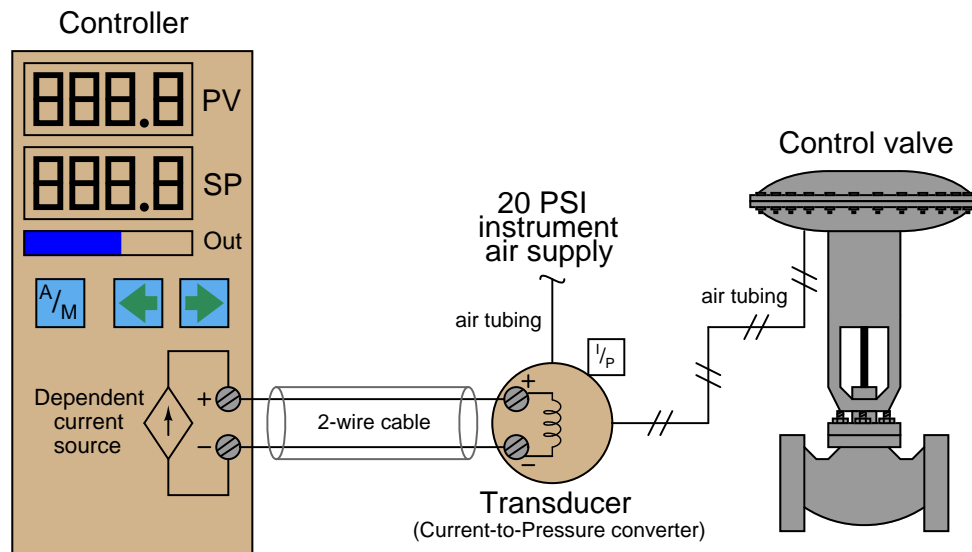 Controller
888.8
PV
888.8
SP
Out
A/M
Dependent
current
source
+
−
2-wire cable
20 PSI
instrument
air supply
air tubing
I/P
+
−
Transducer
(Current-to-Pressure converter)
air tubing
Control valve